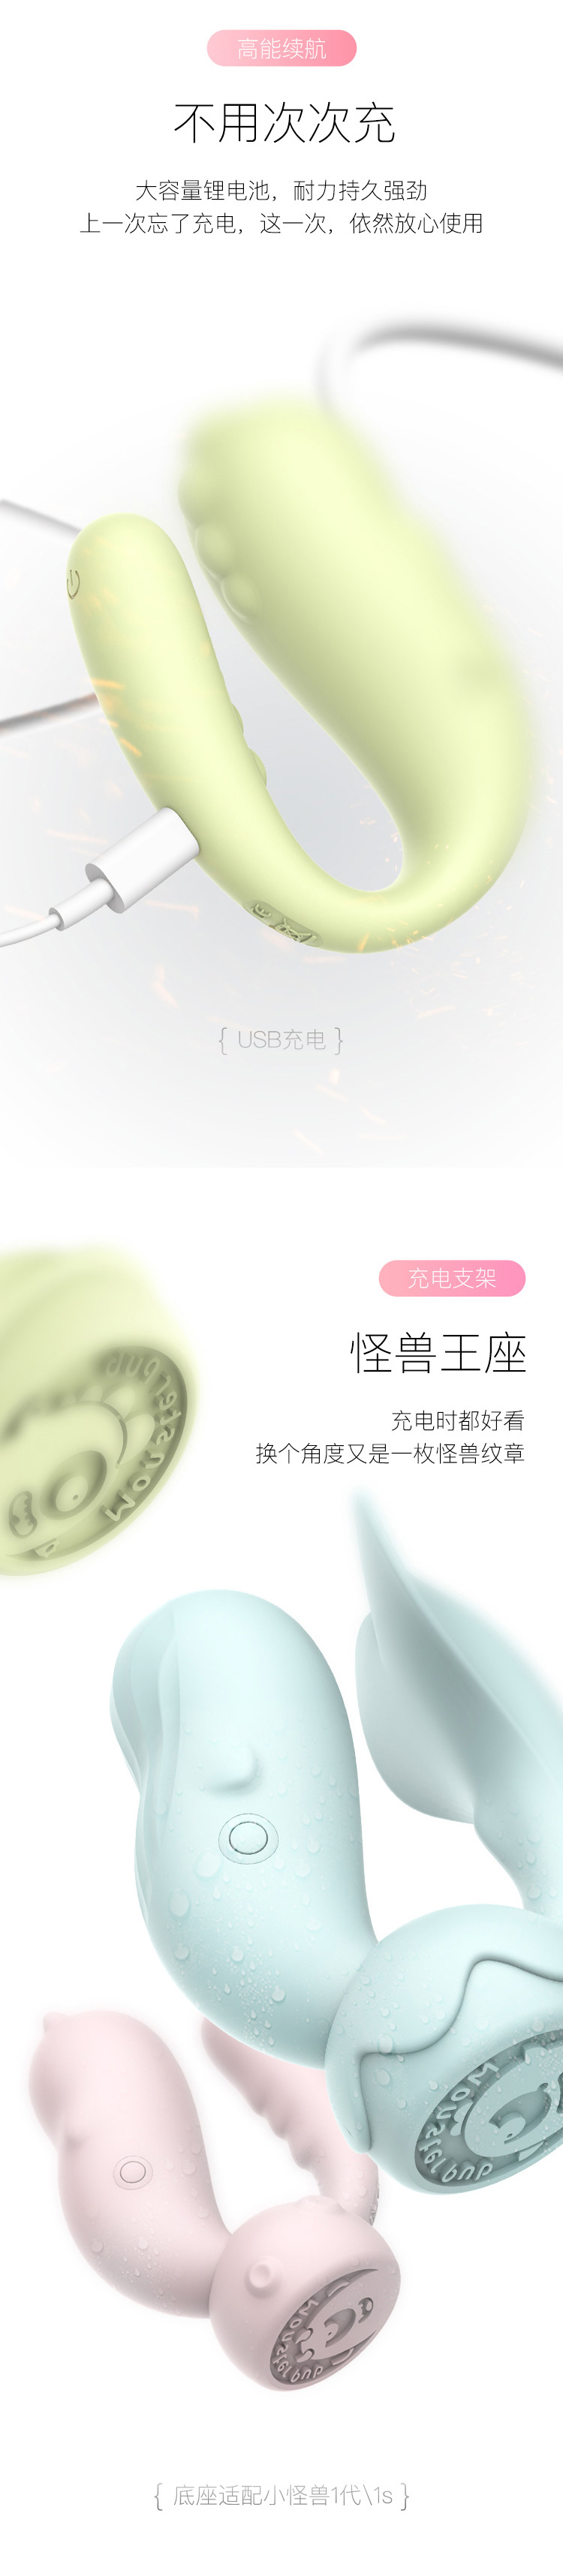 高能续航
不用次次充
大容量锂电池，耐力持久强劲
上一次忘了充电，这一次，依然放心使用
{ USB充电 }
充电支架
怪兽王座
充电时都好看
换个角度又是一枚怪兽纹章
{ 底座适配小怪兽1代\1s }